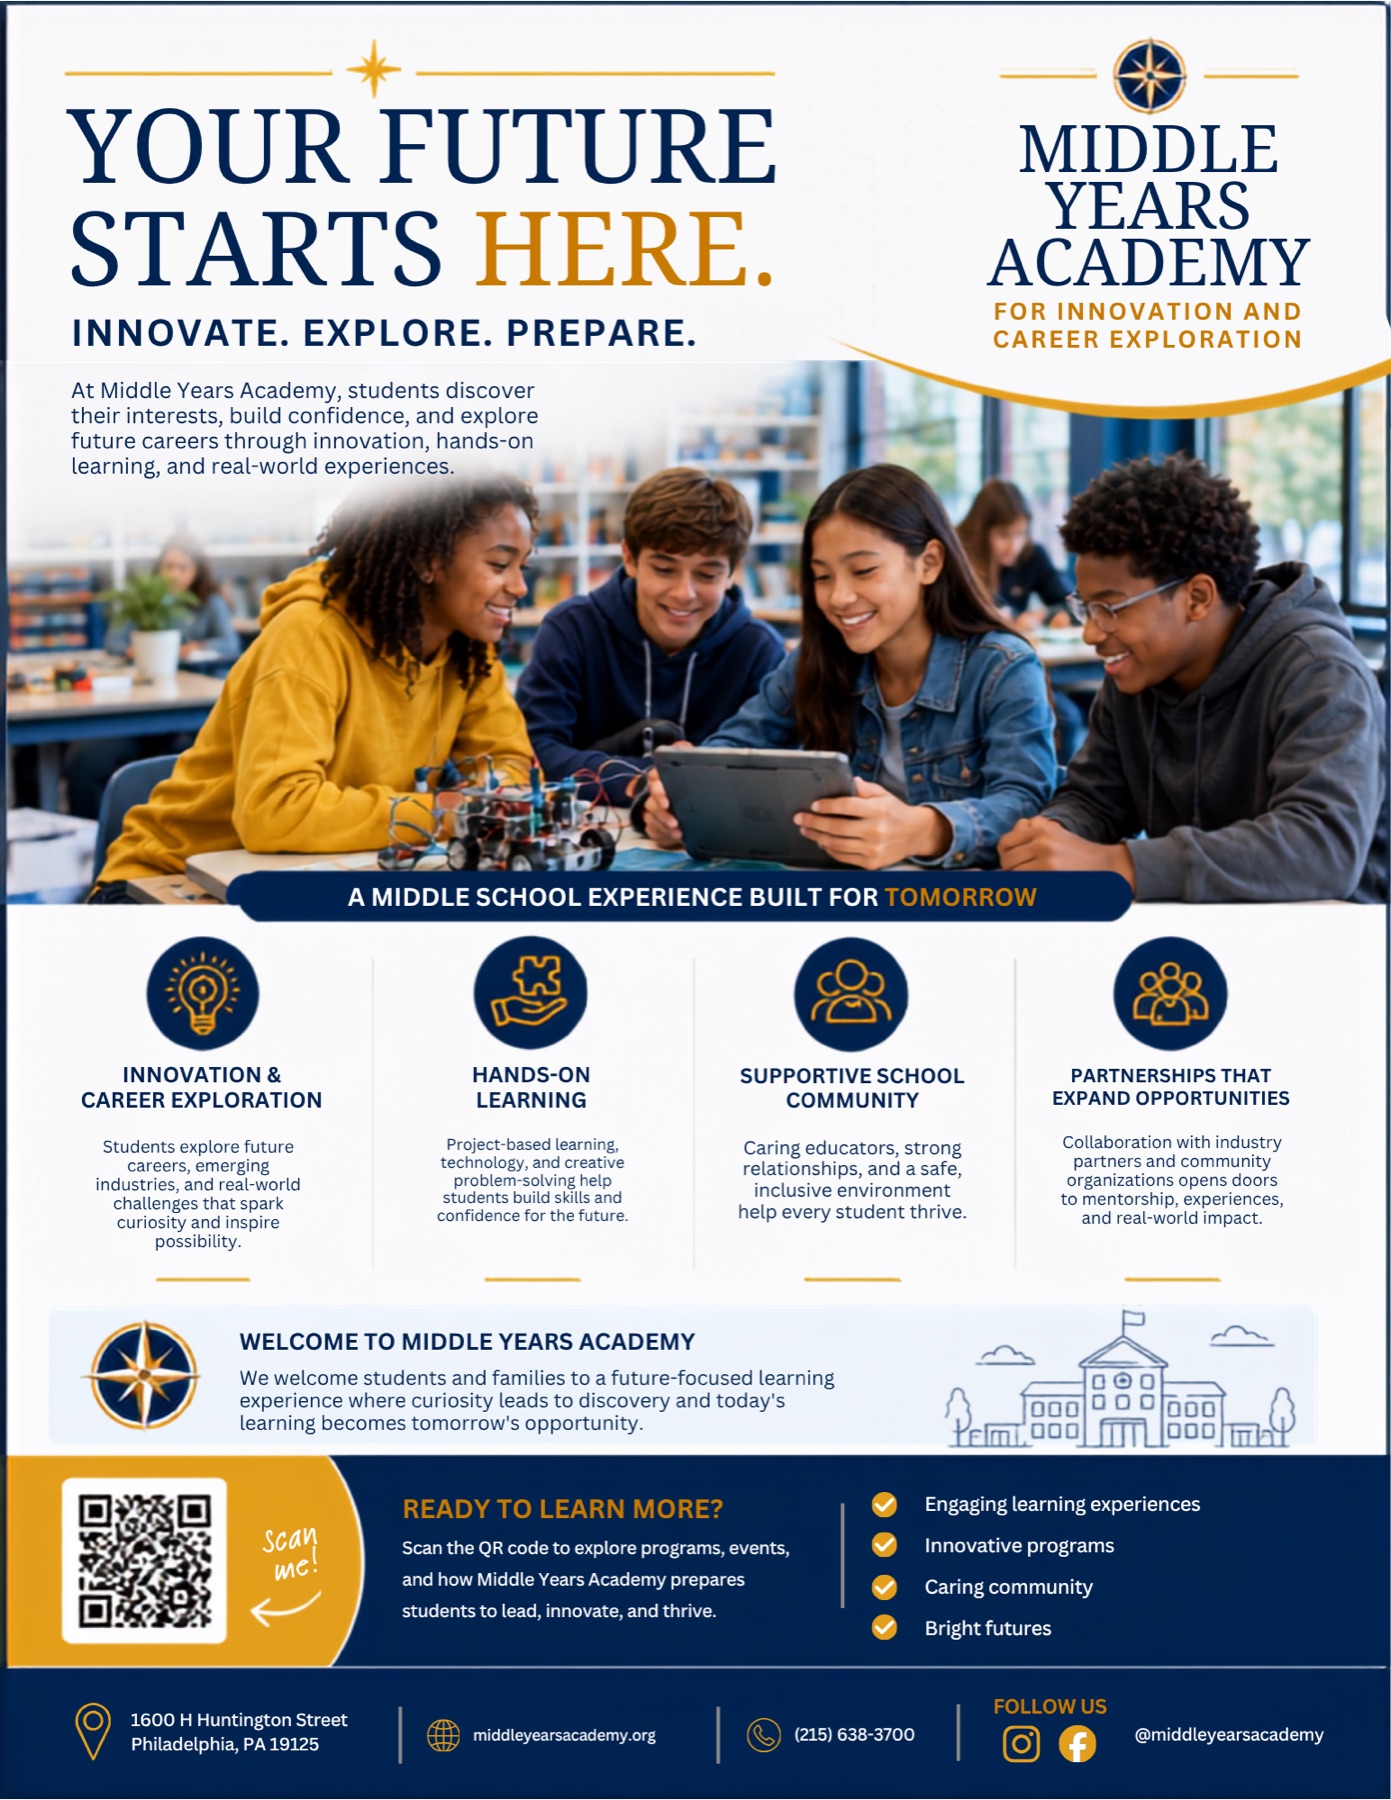 YOUR FUTURE
STARTS HERE.
INNOVATE. EXPLORE. PREPARE.
MIDDLE
YEARS
ACADEMY
FOR INNOVATION AND
CAREER EXPLORATION
At Middle Years Academy, students discover
their interests, build confidence, and explore
future careers through innovation, hands-on
learning, and real-world experiences.
A MIDDLE SCHOOL EXPERIENCE BUILT FOR TOMORROW
INNOVATION &
CAREER EXPLORATION
Students explore future
careers, emerging
industries, and real-world
challenges that spark
curiosity and inspire
possibility.
HANDS-ON
LEARNING
Project-based learning,
technology, and creative
problem-solving help
students build skills and
confidence for the future.
SUPPORTIVE SCHOOL
COMMUNITY
Caring educators, strong
relationships, and a safe,
inclusive environment
help every student thrive.
PARTNERSHIPS THAT
EXPAND OPPORTUNITIES
Collaboration with industry
partners and community
organizations opens doors
to mentorship, experiences,
and real-world impact.
WELCOME TO MIDDLE YEARS ACADEMY
We welcome students and families to a future-focused learning
experience where curiosity leads to discovery and today's
learning becomes tomorrow's opportunity.
scan
me!
READY TO LEARN MORE?
Scan the QR code to explore programs, events,
and how Middle Years Academy prepares
students to lead, innovate, and thrive.
Engaging learning experiences
Innovative programs
Caring community
Bright futures
1600 H Huntington Street
Philadelphia, PA 19125
middleyearsacademy.org
(215) 638-3700
FOLLOW US
@middleyearsacademy